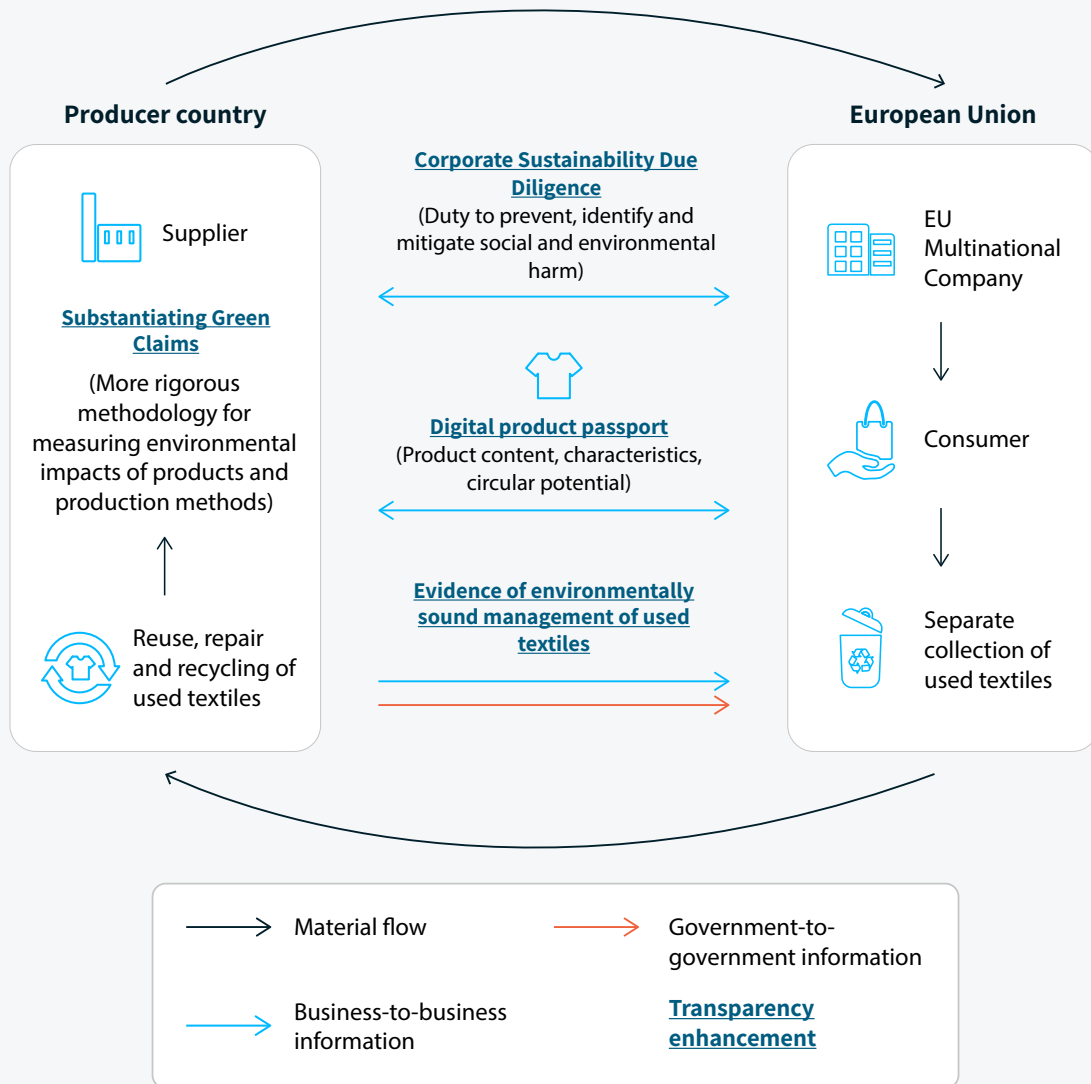 Producer country
Supplier
Substantiating Green
Claims
(More rigorous
methodology for
measuring environmental
impacts of products and
production methods)
Reuse, repair
and recycling of
used textiles
Corporate Sustainability Due
Diligence
(Duty to prevent, identify and
mitigate social and environmental
harm)
Digital product passport
(Product content, characteristics,
circular potential)
Evidence of environmentally
sound management of used
textiles
European Union
EU
Multinational
Company
Consumer
Separate
collection of
used textiles
Material flow
Business-to-business
information
Government-to-
government information
Transparency
enhancement